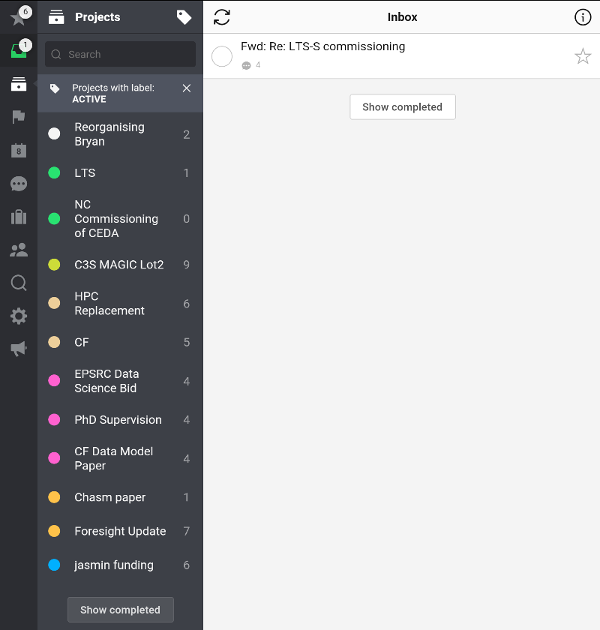 6
1
8
Projects
Search
Projects with label:
ACTIVE
Reorganising
Bryan
2
LTS
1
NC
Commissioning
of CEDA
0
C3S MAGIC Lot2
9
HPC
Replacement
6
CF
5
EPSRC Data
Science Bid
4
PhD Supervision
4
CF Data Model
Paper
4
Chasm paper
1
Foresight Update
7
jasmin funding
6
Show completed
Inbox
Fwd: Re: LTS-S commissioning
4
Show completed